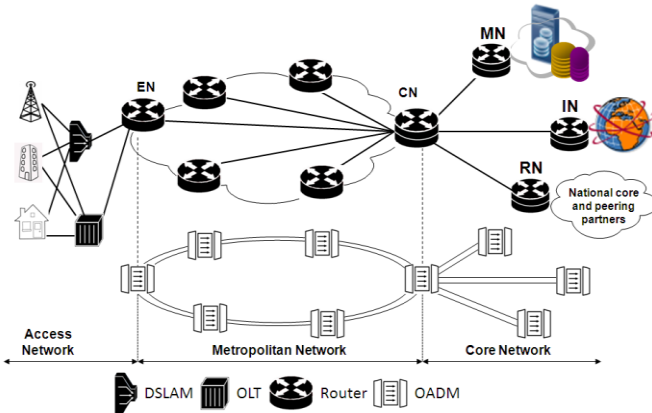 MN
EN
CN
IN
RN
National core
and peering
partners
Access
Network
Metropolitan Network
Core Network
DSLAM
OLT
Router
OADM